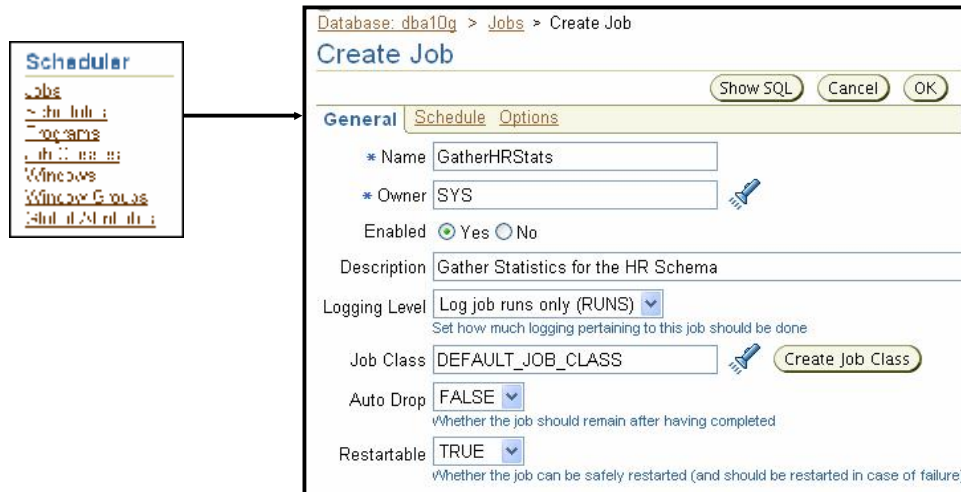 Scheduler
Jobs
Programs
Windows
Window Groups
Database: dba10g > Jobs > Create Job
Create Job
Show SQL Cancel OK
General Schedule Options
* Name GatherHRStats
* Owner SYS
Enabled Yes No
Description Gather Statistics for the HR Schema
Logging Level Log job runs only (RUNS)
Set how much logging pertaining to this job should be done
Job Class DEFAULT_JOB_CLASS Create Job Class
Auto Drop FALSE
Whether the job should remain after having completed
Restartable TRUE
Whether the job can be safely restarted (and should be restarted in case of failure)